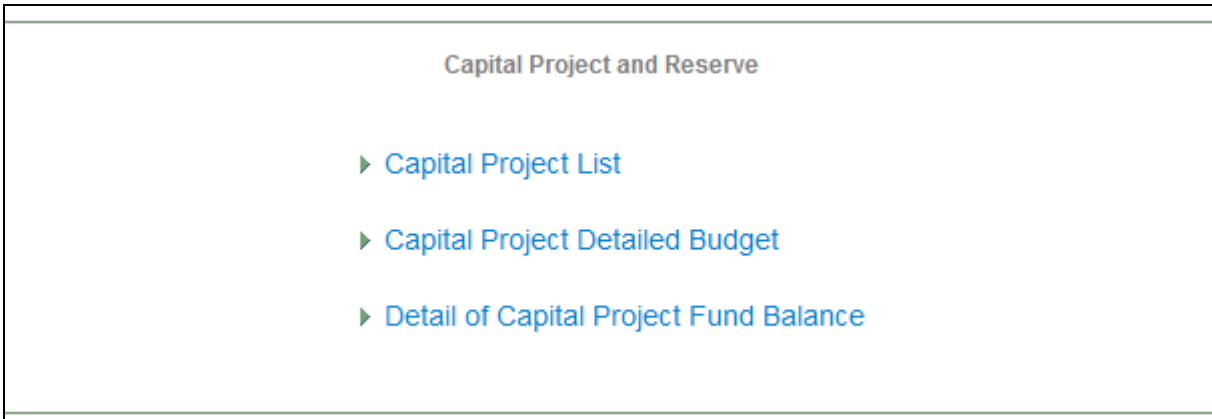 Capital Project and Reserve
Capital Project List
Capital Project Detailed Budget
Detail of Capital Project Fund Balance